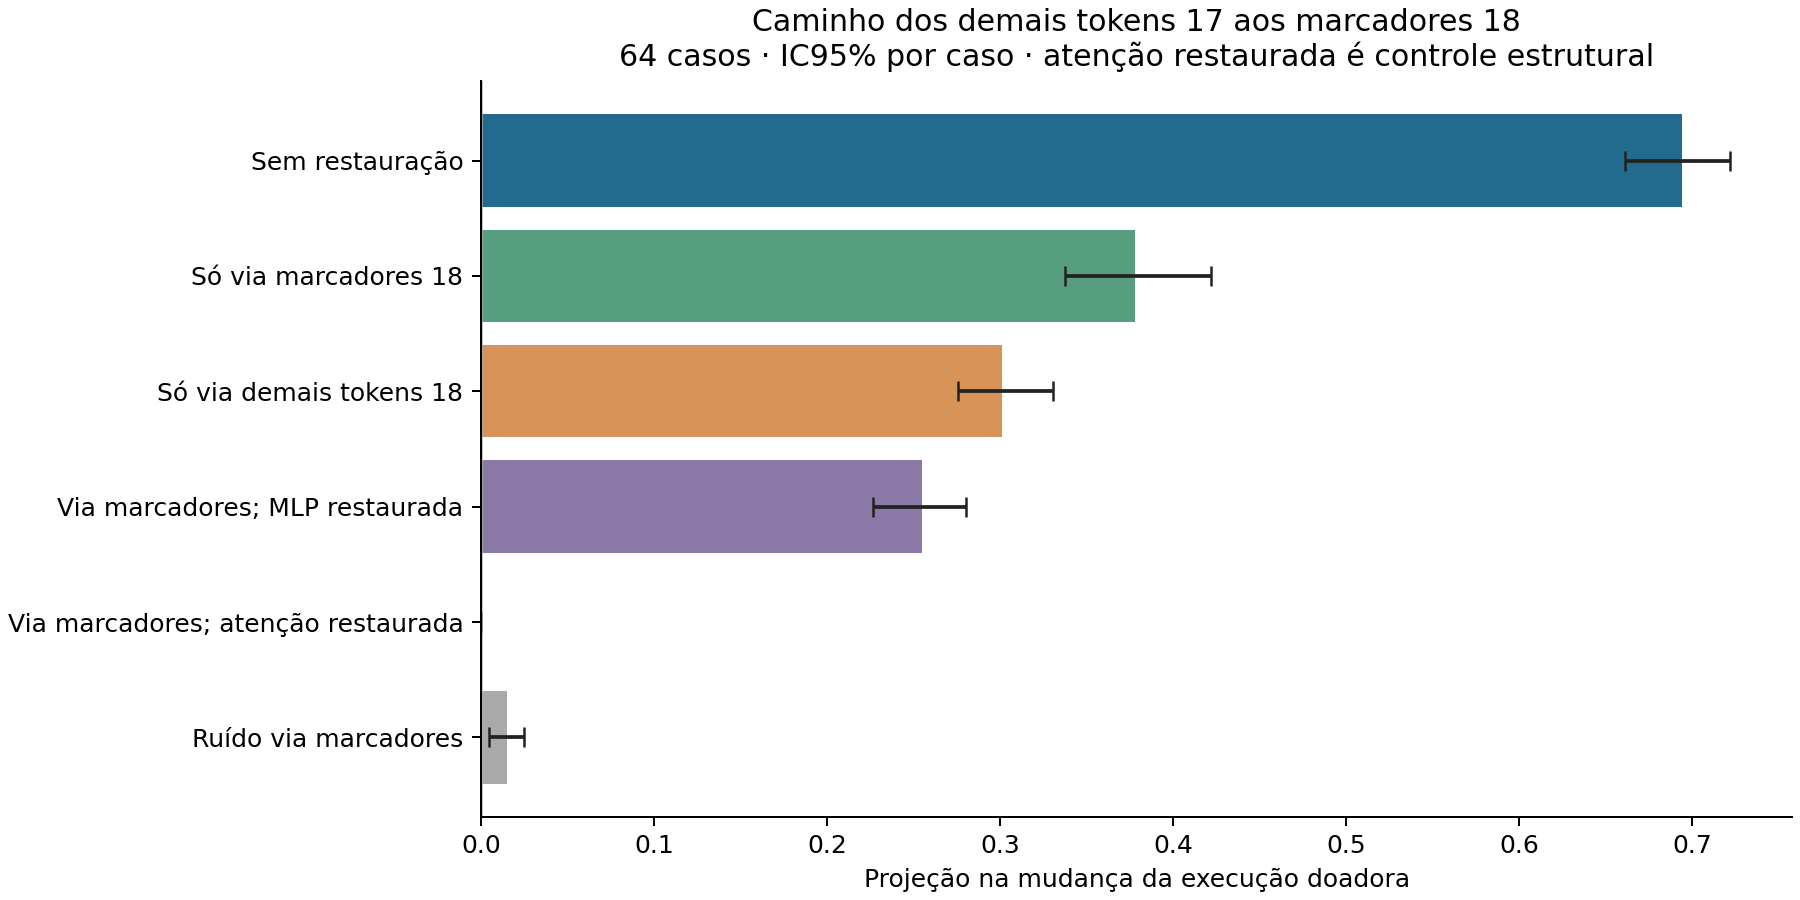 Caminho dos demais tokens 17 aos marcadores 18
64 casos · IC95% por caso · atenção restaurada é controle estrutural
Sem restauração
Só via marcadores 18
Só via demais tokens 18
Via marcadores; MLP restaurada
Via marcadores; atenção restaurada
Ruído via marcadores
0.0 0.1 0.2 0.3 0.4 0.5 0.6 0.7
Projeção na mudança da execução doadora